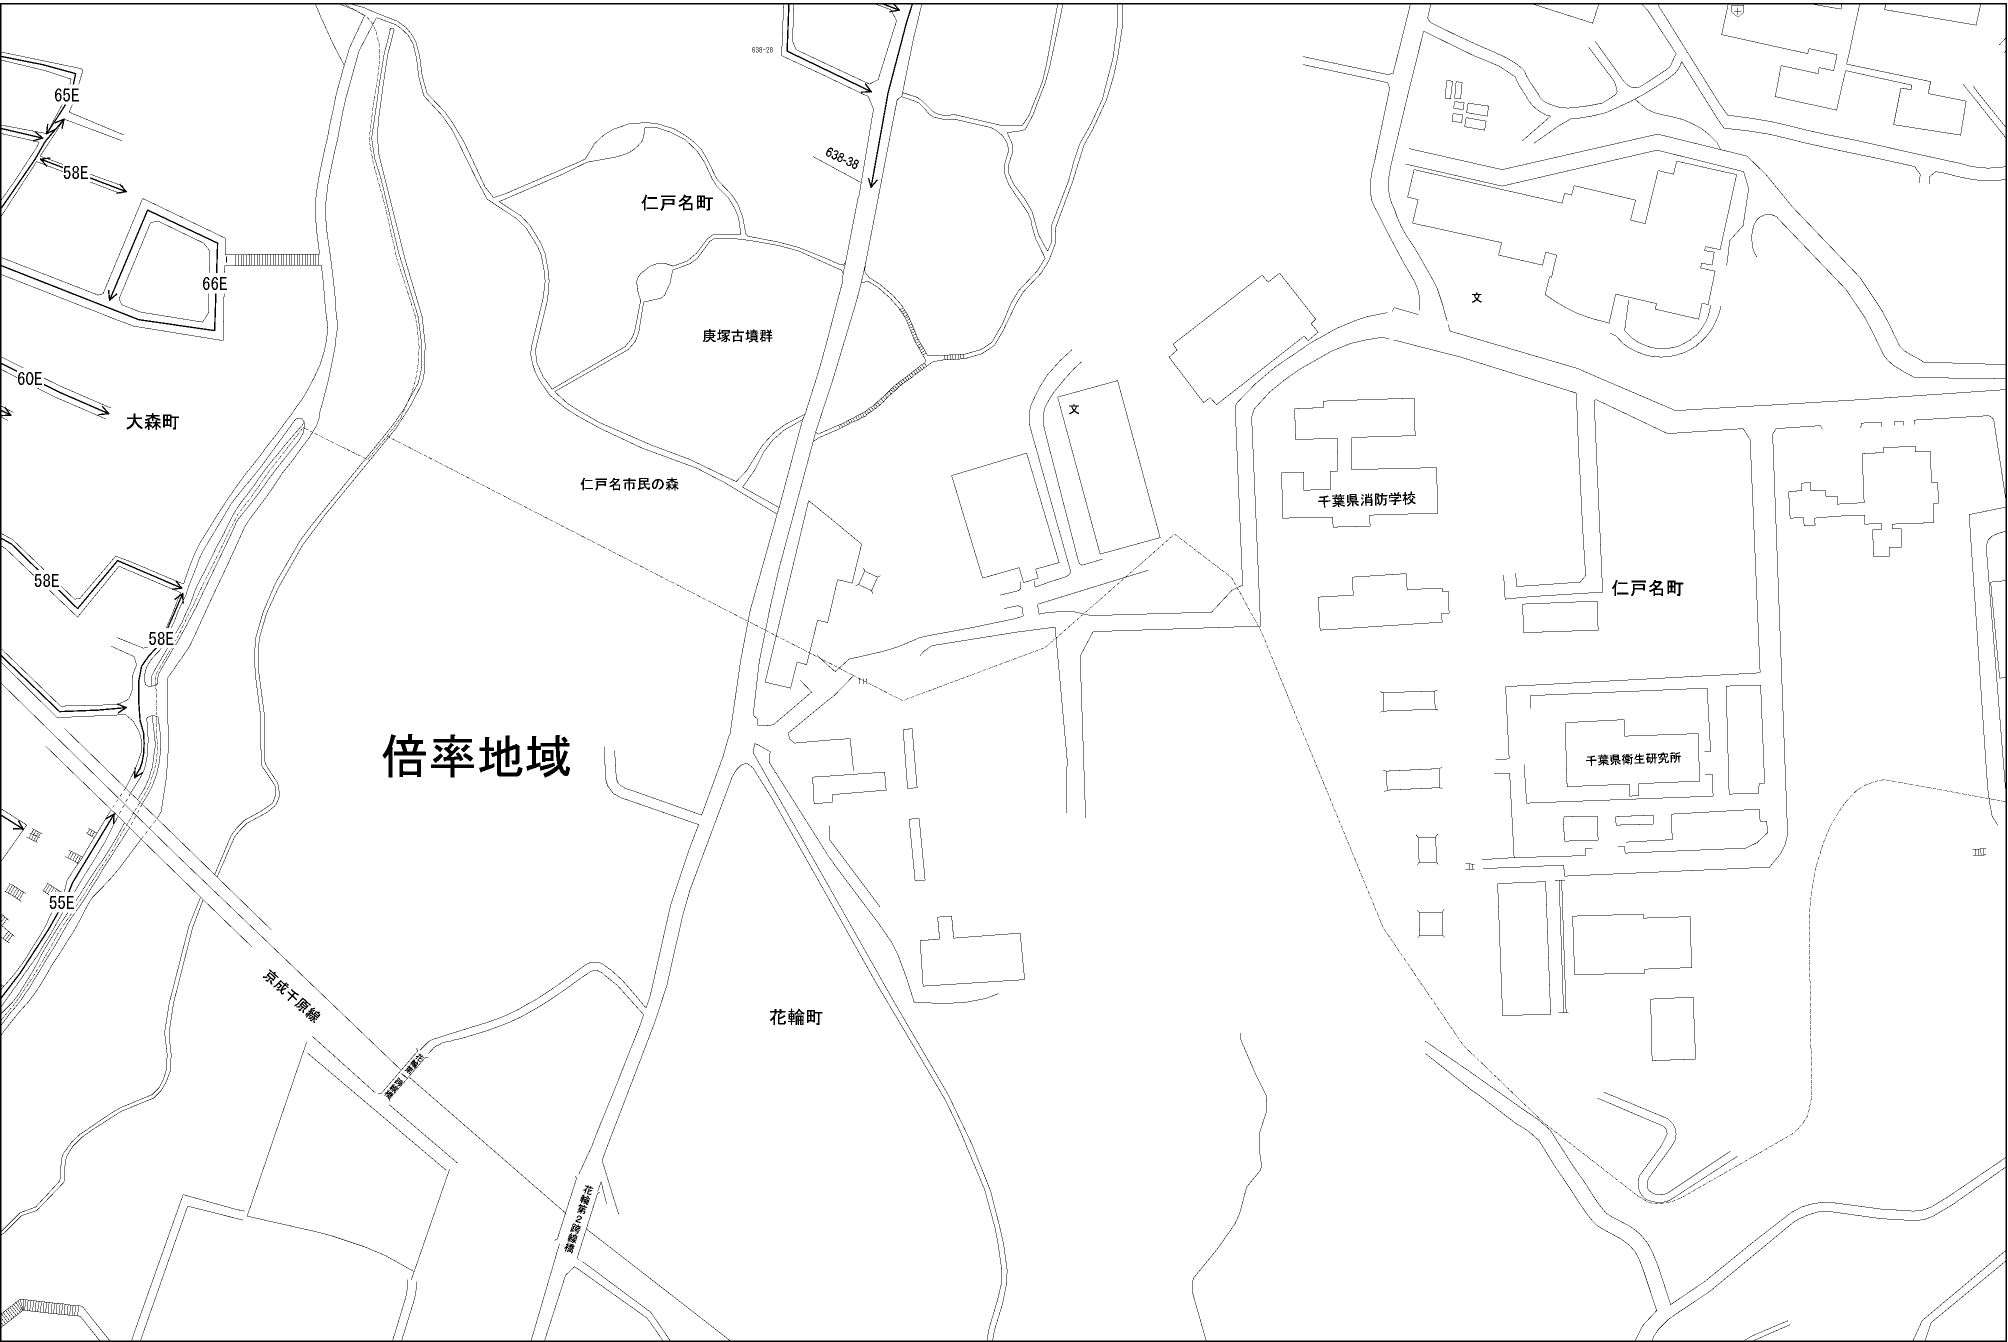 638-28
65E
638-38
58E
仁戸名町
66E
文
庚塚古墳群
60E
文
大森町
仁戸名市民の森
千葉県消防学校
58E
仁戸名町
58E
倍率地域
千葉県衛生研究所
55E
京成千原線
花輪町
花輪第2跨線橋